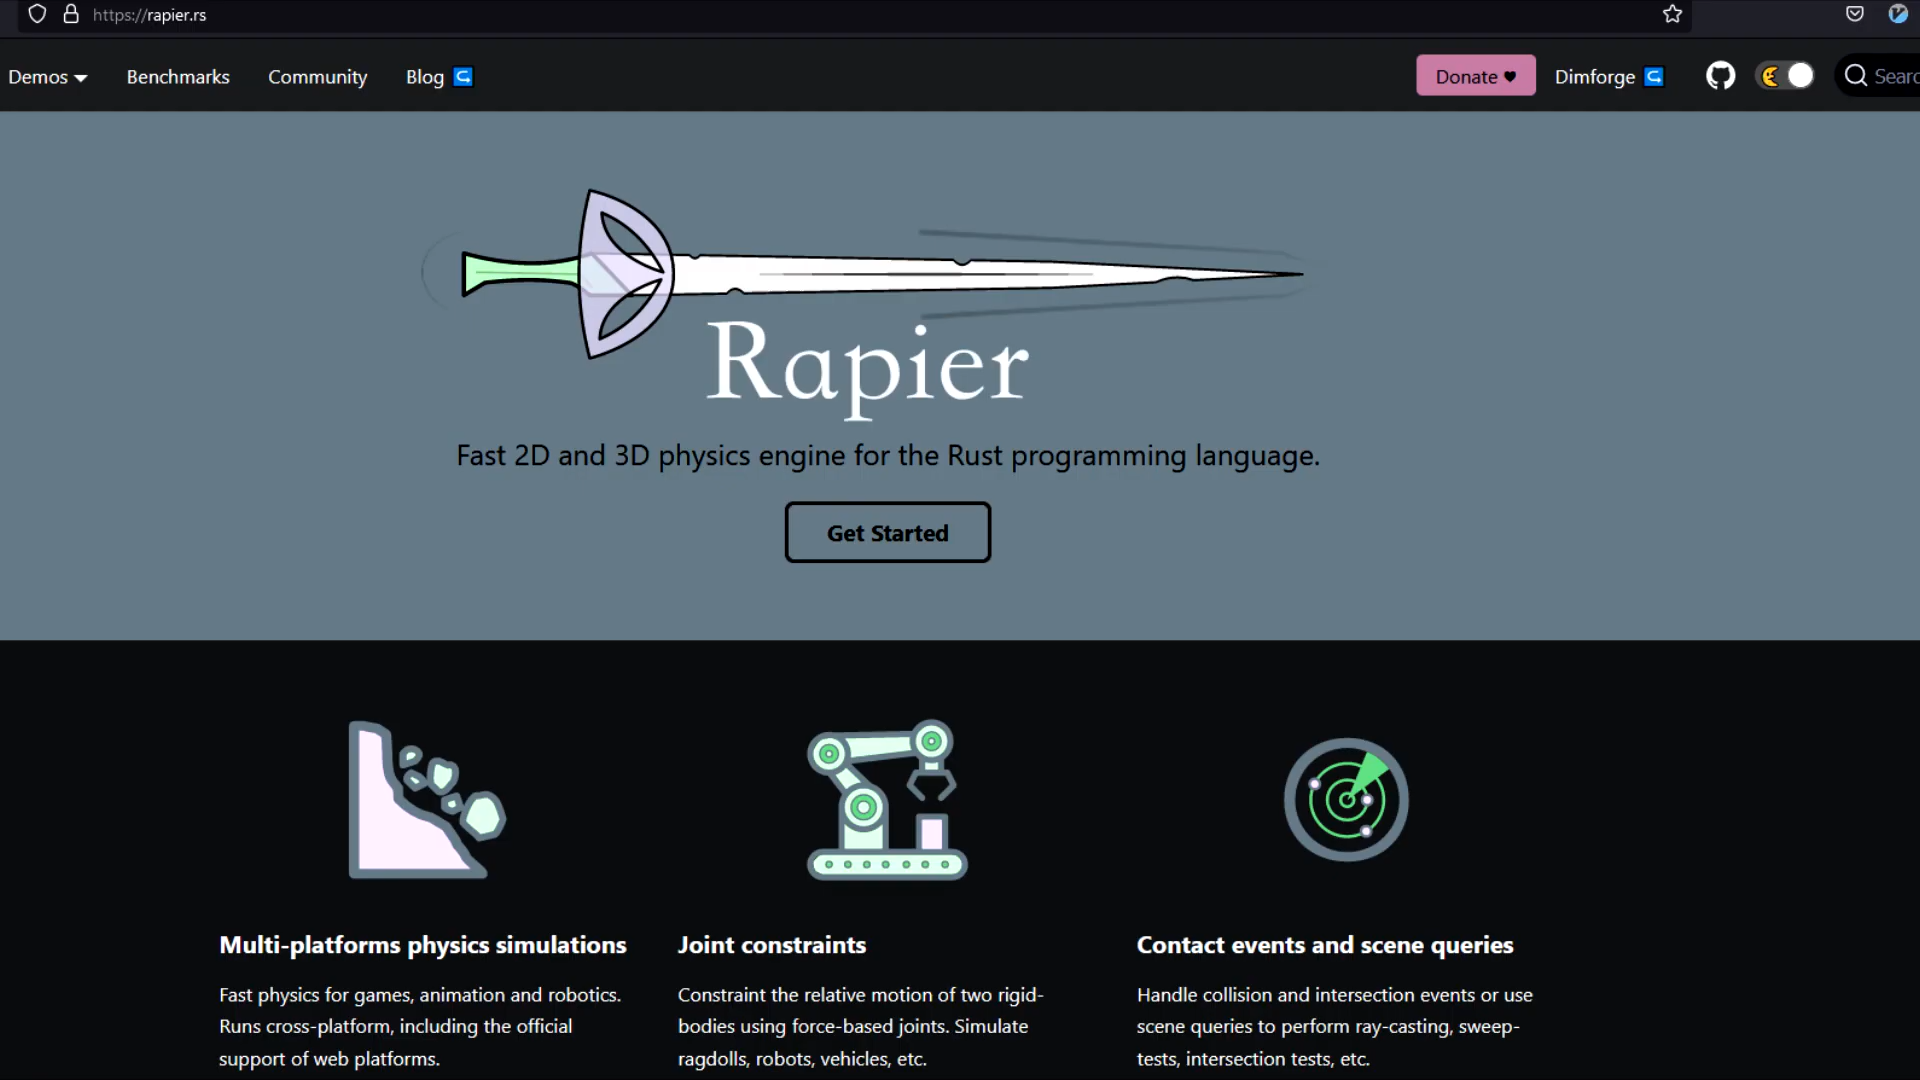 https://rapier.rs
Demos Benchmarks Community Blog Donate ♥ Dimforge
Rapier
Fast 2D and 3D physics engine for the Rust programming language.
Get Started
Multi-platforms physics simulations
Fast physics for games, animation and robotics.
Runs cross-platform, including the official
support of web platforms.
Joint constraints
Constraint the relative motion of two rigid-
bodies using force-based joints. Simulate
ragdolls, robots, vehicles, etc.
Contact events and scene queries
Handle collision and intersection events or use
scene queries to perform ray-casting, sweep-
tests, intersection tests, etc.